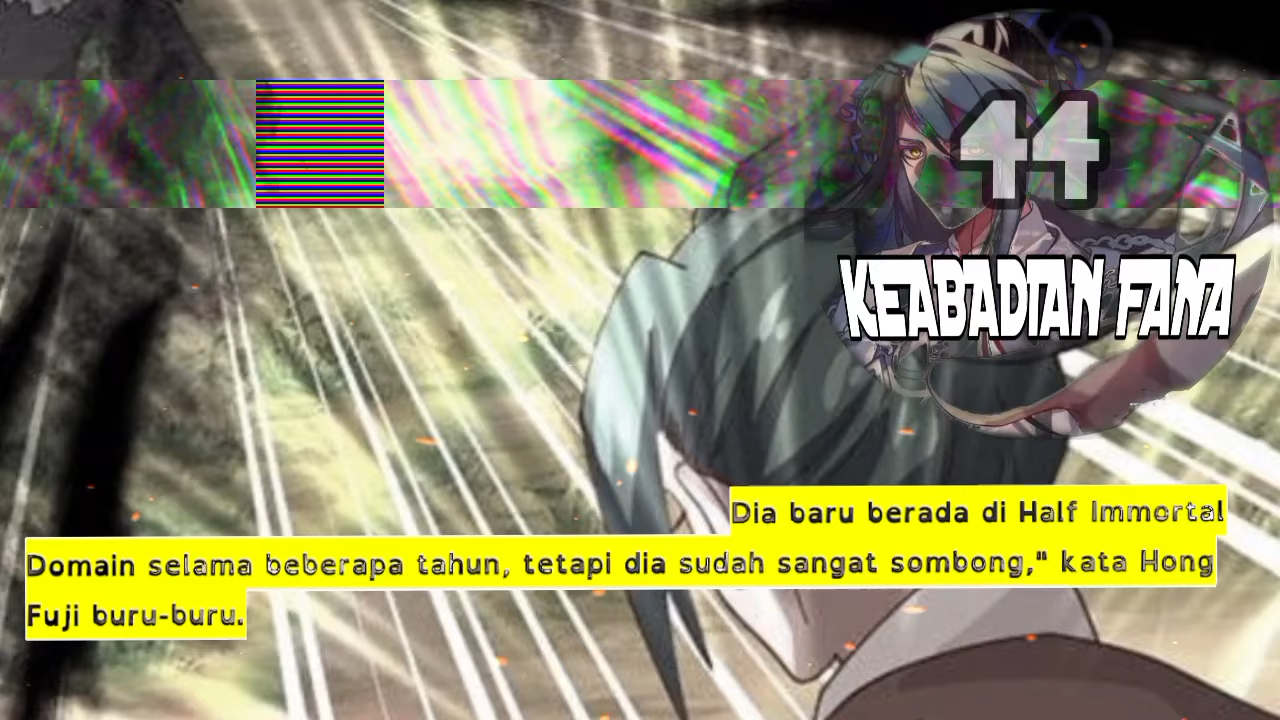 44
KEABADIAN FANA
Dia baru berada di Half Immortal
Domain selama beberapa tahun, tetapi dia sudah sangat sombong," kata Hong
Fuji buru-buru.